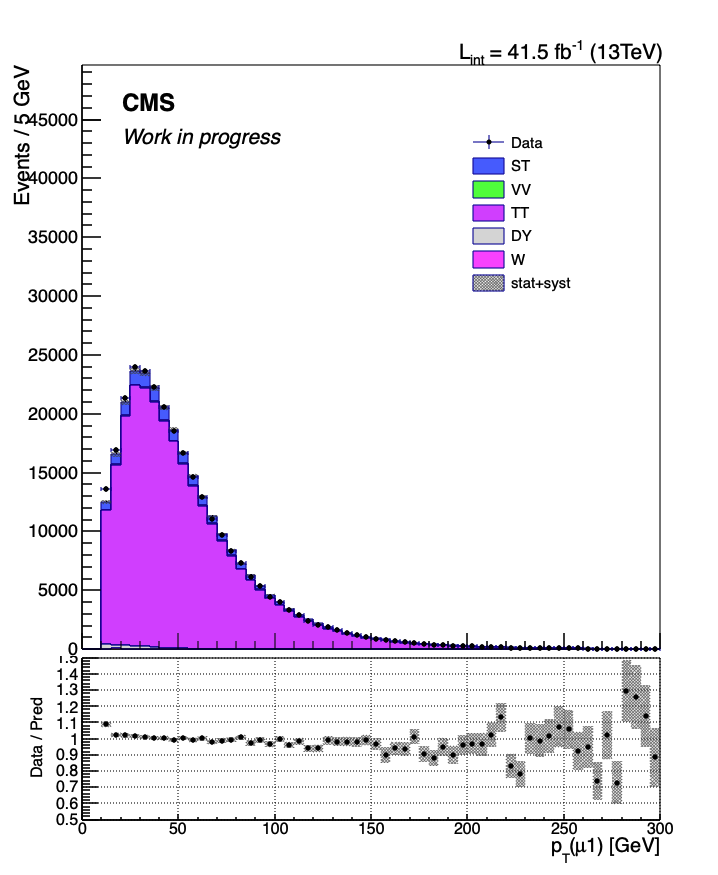 L_int = 41.5 fb^-1 (13TeV)
Events / 5 GeV
CMS
Work in progress
Data
ST
VV
TT
DY
W
stat+syst
45000
40000
35000
30000
25000
20000
15000
10000
5000
0
Data / Pred
1.5
1.4
1.3
1.2
1.1
1
0.9
0.8
0.7
0.6
0.5
0 50 100 150 200 250 300
p_T(μ1) [GeV]